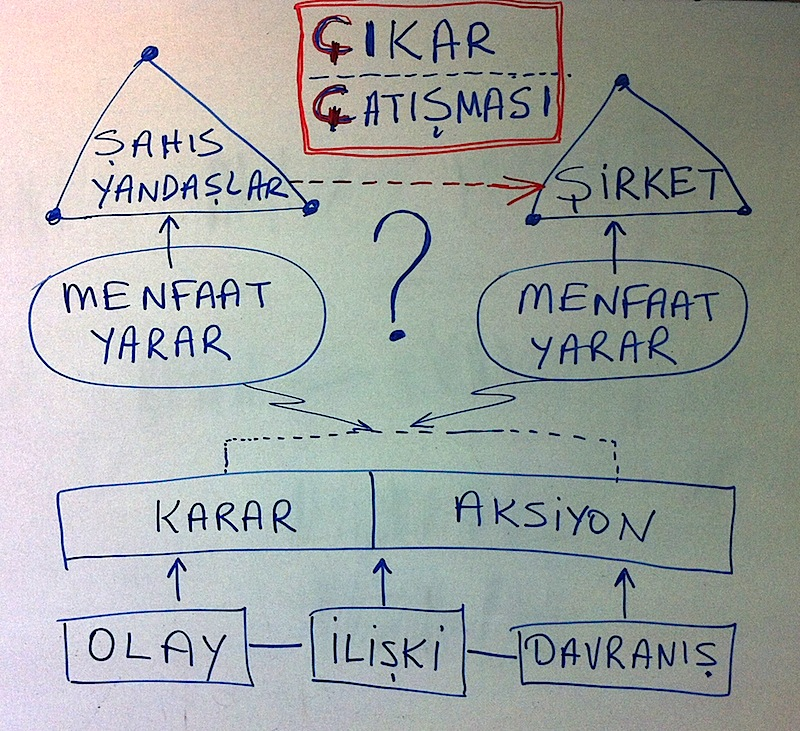 ÇIKAR
ÇATIŞMASI
ŞAHIS
YANDAŞLAR
ŞİRKET
?
MENFAAT
YARAR
MENFAAT
YARAR
KARAR
AKSİYON
OLAY
İLİŞKİ
DAVRANIŞ